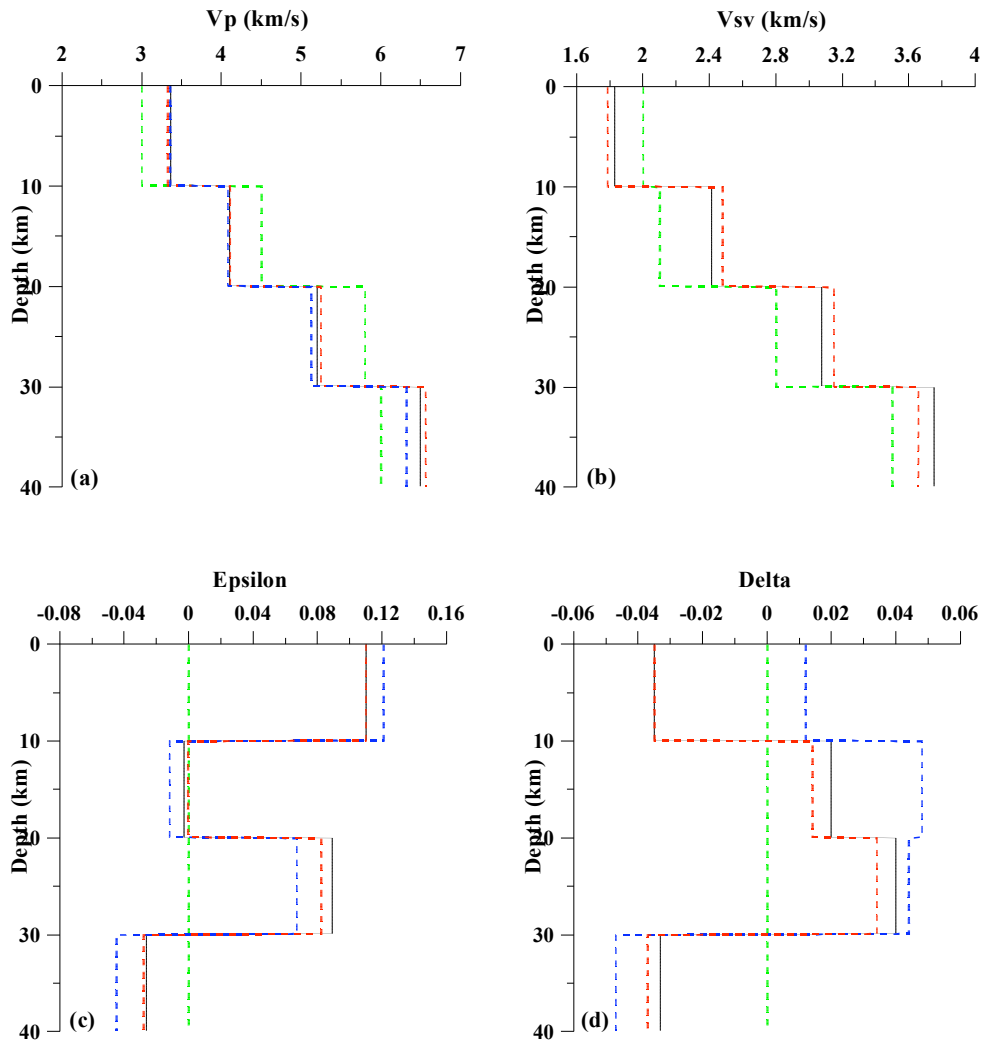 Vp (km/s)
2 3 4 5 6 7
0
10
20
30
40
Depth (km)
(a)
Vsv (km/s)
1.6 2 2.4 2.8 3.2 3.6 4
0
10
20
30
40
Depth (km)
(b)
Epsilon
-0.08 -0.04 0 0.04 0.08 0.12 0.16
0
10
20
30
40
Depth (km)
(c)
Delta
-0.06 -0.04 -0.02 0 0.02 0.04 0.06
0
10
20
30
40
Depth (km)
(d)